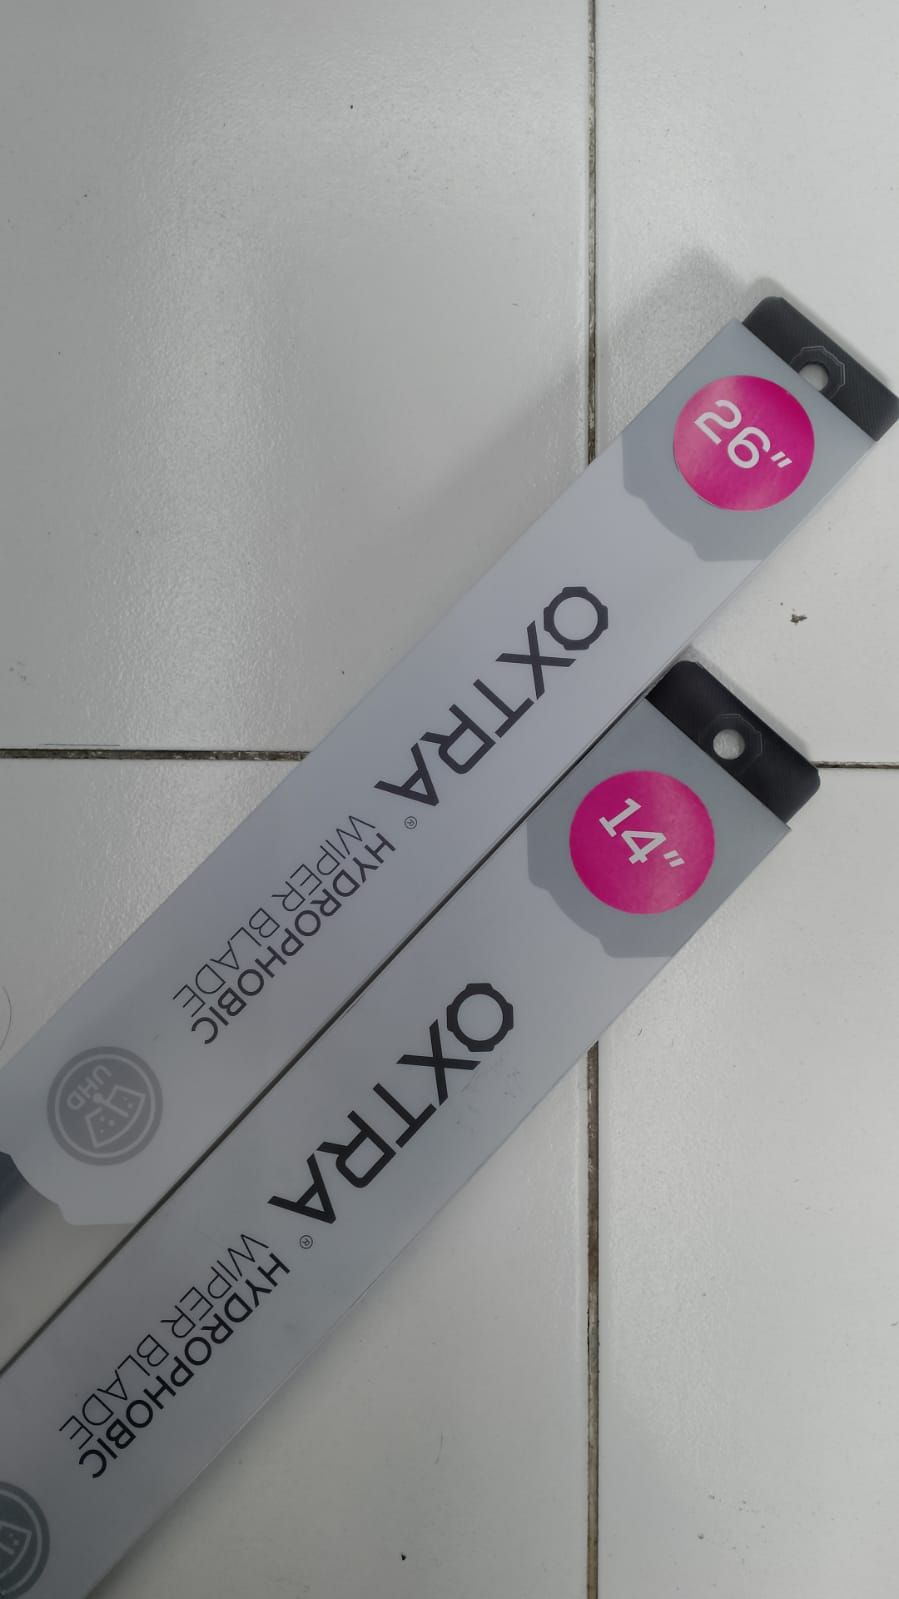 26"
OXTRA®
HYDROPHOBIC
WIPER BLADE
UHD
14"
OXTRA®
HYDROPHOBIC
WIPER BLADE